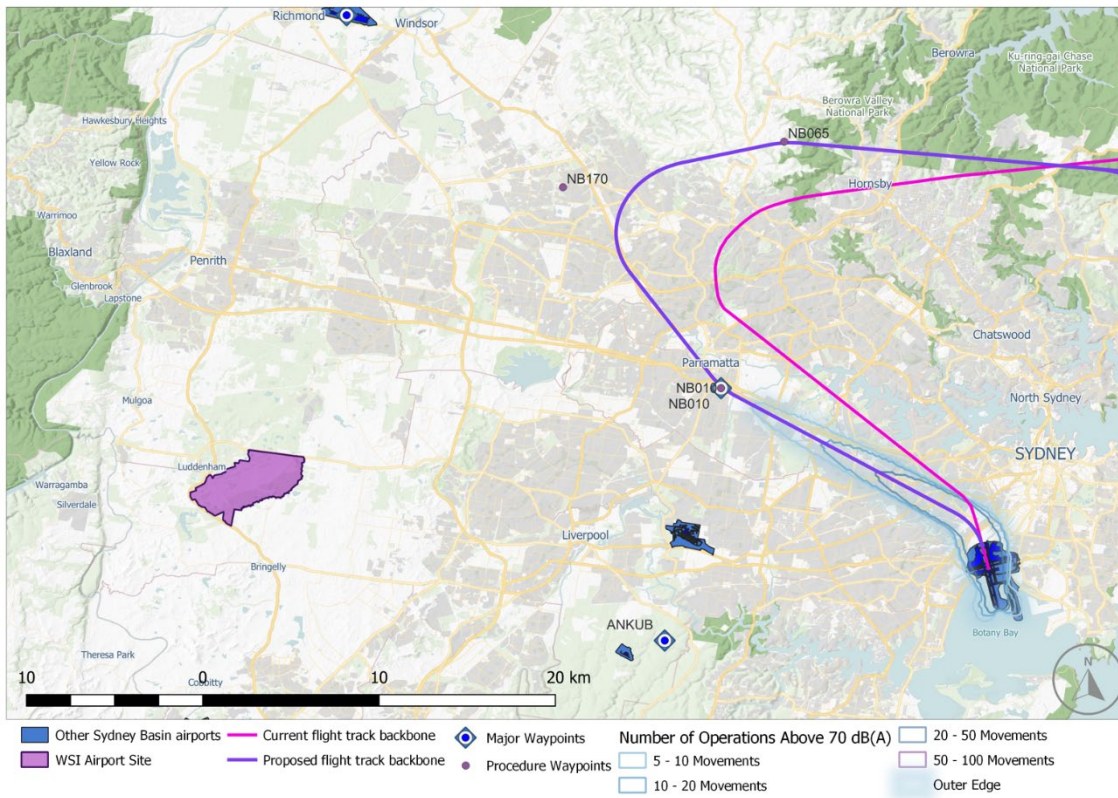 Richmond
Windsor
Berowra
Ku-ring-gai Chase
National Park
Berowra Valley
National Park
Hawkesbury Heights
NB065
Yellow Rock
NB170
Hornsby
Warrimoo
Blaxland
Penrith
Glenbrook
Lapstone
Chatswood
Parramatta
Mulgoa
NB010
North Sydney
SYDNEY
Luddenham
Warragamba
Silverdale
Liverpool
Bringelly
ANKUB
Botany Bay
Theresa Park
Cobbitty
N
10 0 10 20 km
Other Sydney Basin airports
WSI Airport Site
Current flight track backbone
Proposed flight track backbone
Major Waypoints
Procedure Waypoints
Number of Operations Above 70 dB(A)
5 - 10 Movements
10 - 20 Movements
20 - 50 Movements
50 - 100 Movements
Outer Edge